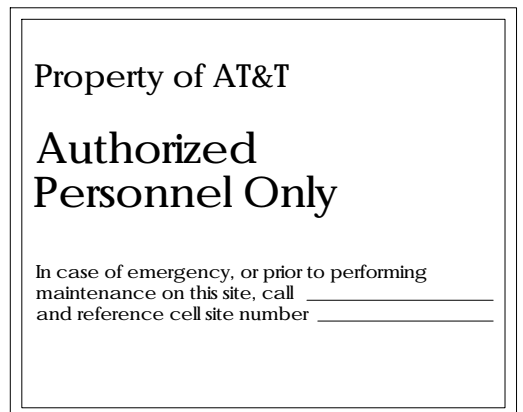 Property of AT&T
Authorized
Personnel Only
In case of emergency, or prior to performing
maintenance on this site, call ____________________
and reference cell site number ___________________